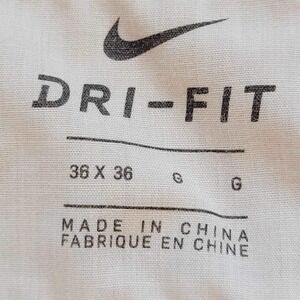 DRI-FIT
36 X 36 G G
MADE IN CHINA
FABRIQUE EN CHINE